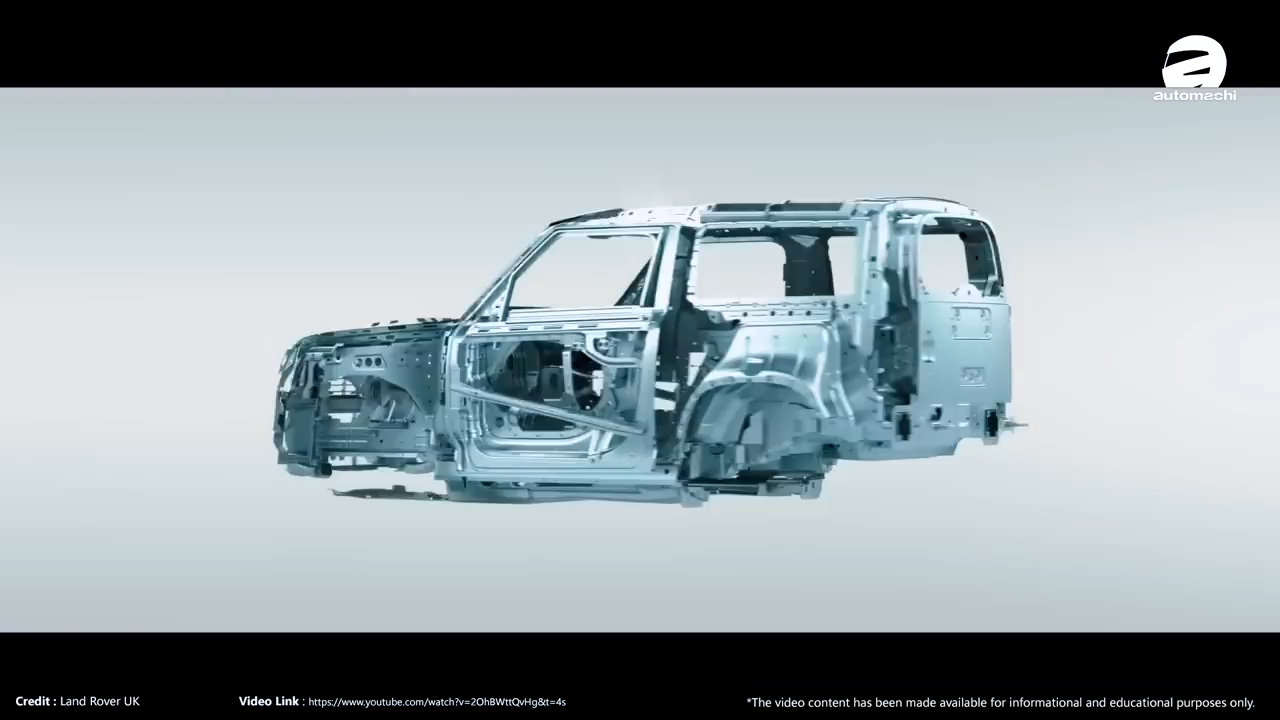 automachi
Credit : Land Rover UK
Video Link : https://www.youtube.com/watch?v=2OhBWttQvHg&t=4s
*The video content has been made available for informational and educational purposes only.